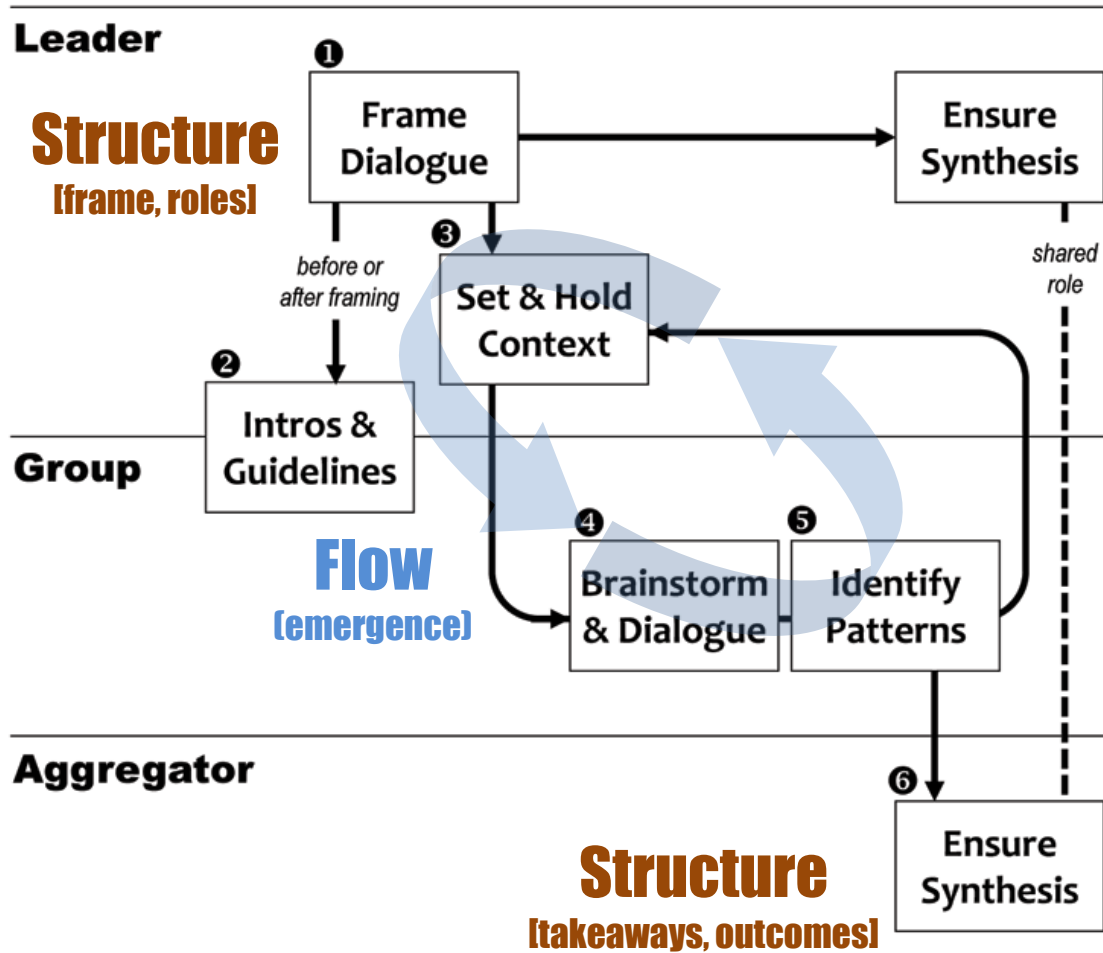 Leader
❶
Frame
Dialogue
Ensure
Synthesis
Structure
[frame, roles]
❸
before or
after framing
Set & Hold
Context
shared
role
❷
Intros &
Guidelines
Group
❹
❺
Flow
(emergence)
Brainstorm
& Dialogue
Identify
Patterns
Aggregator
❻
Ensure
Synthesis
Structure
[takeaways, outcomes]